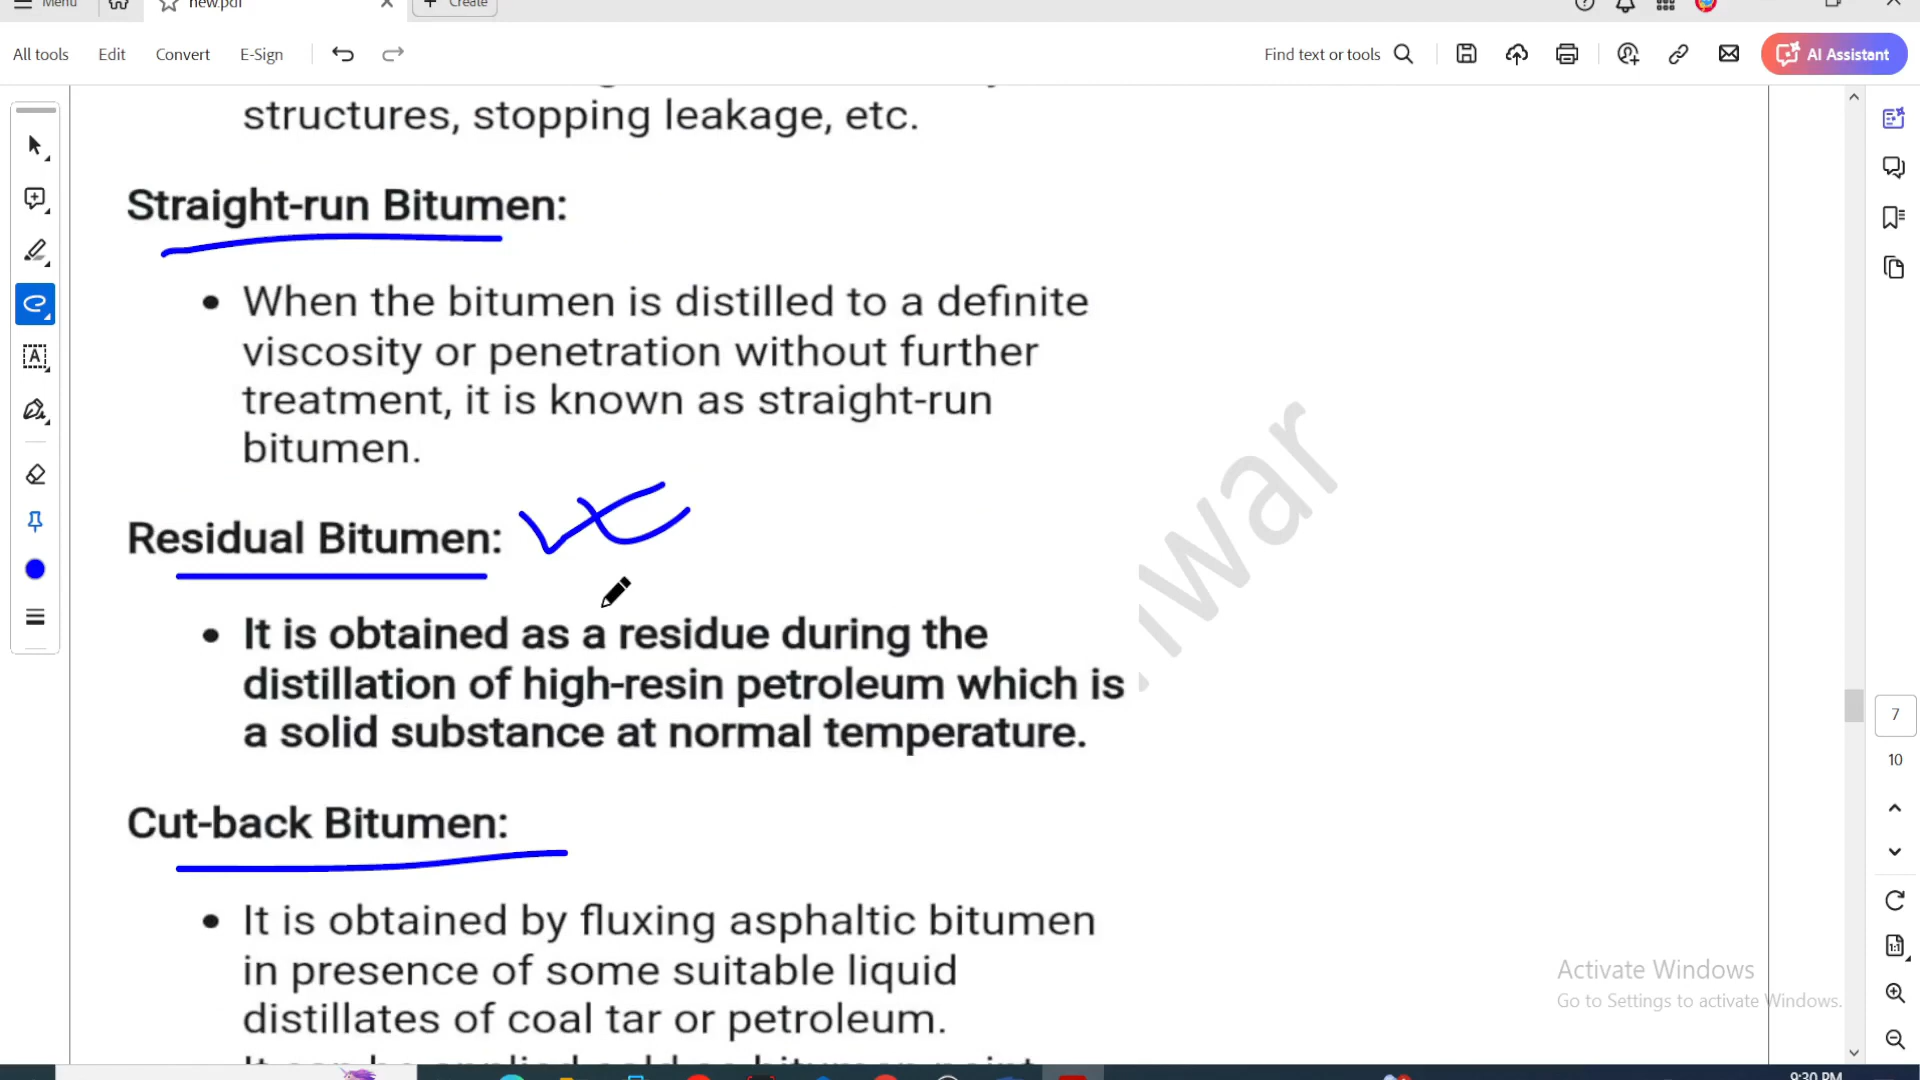 Menu
new.pdf
Create
All tools
Edit
Convert
E-Sign
Find text or tools
AI Assistant
structures, stopping leakage, etc.
Straight-run Bitumen:
• When the bitumen is distilled to a definite
viscosity or penetration without further
treatment, it is known as straight-run
bitumen.
Residual Bitumen:
• It is obtained as a residue during the
distillation of high-resin petroleum which is
a solid substance at normal temperature.
Cut-back Bitumen:
• It is obtained by fluxing asphaltic bitumen
in presence of some suitable liquid
distillates of coal tar or petroleum.
war
7
10
Activate Windows
Go to Settings to activate Windows.
9:30 PM